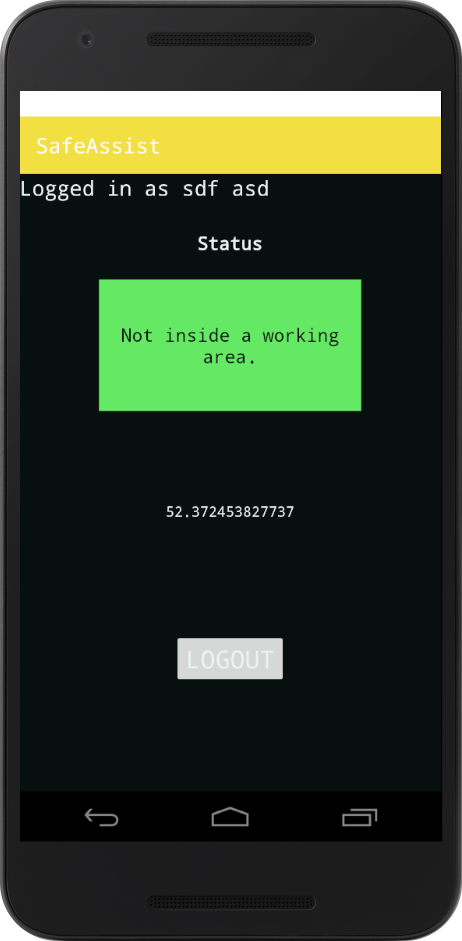 SafeAssist
Logged in as sdf asd
Status
Not inside a working
area.
52.372453827737
LOGOUT